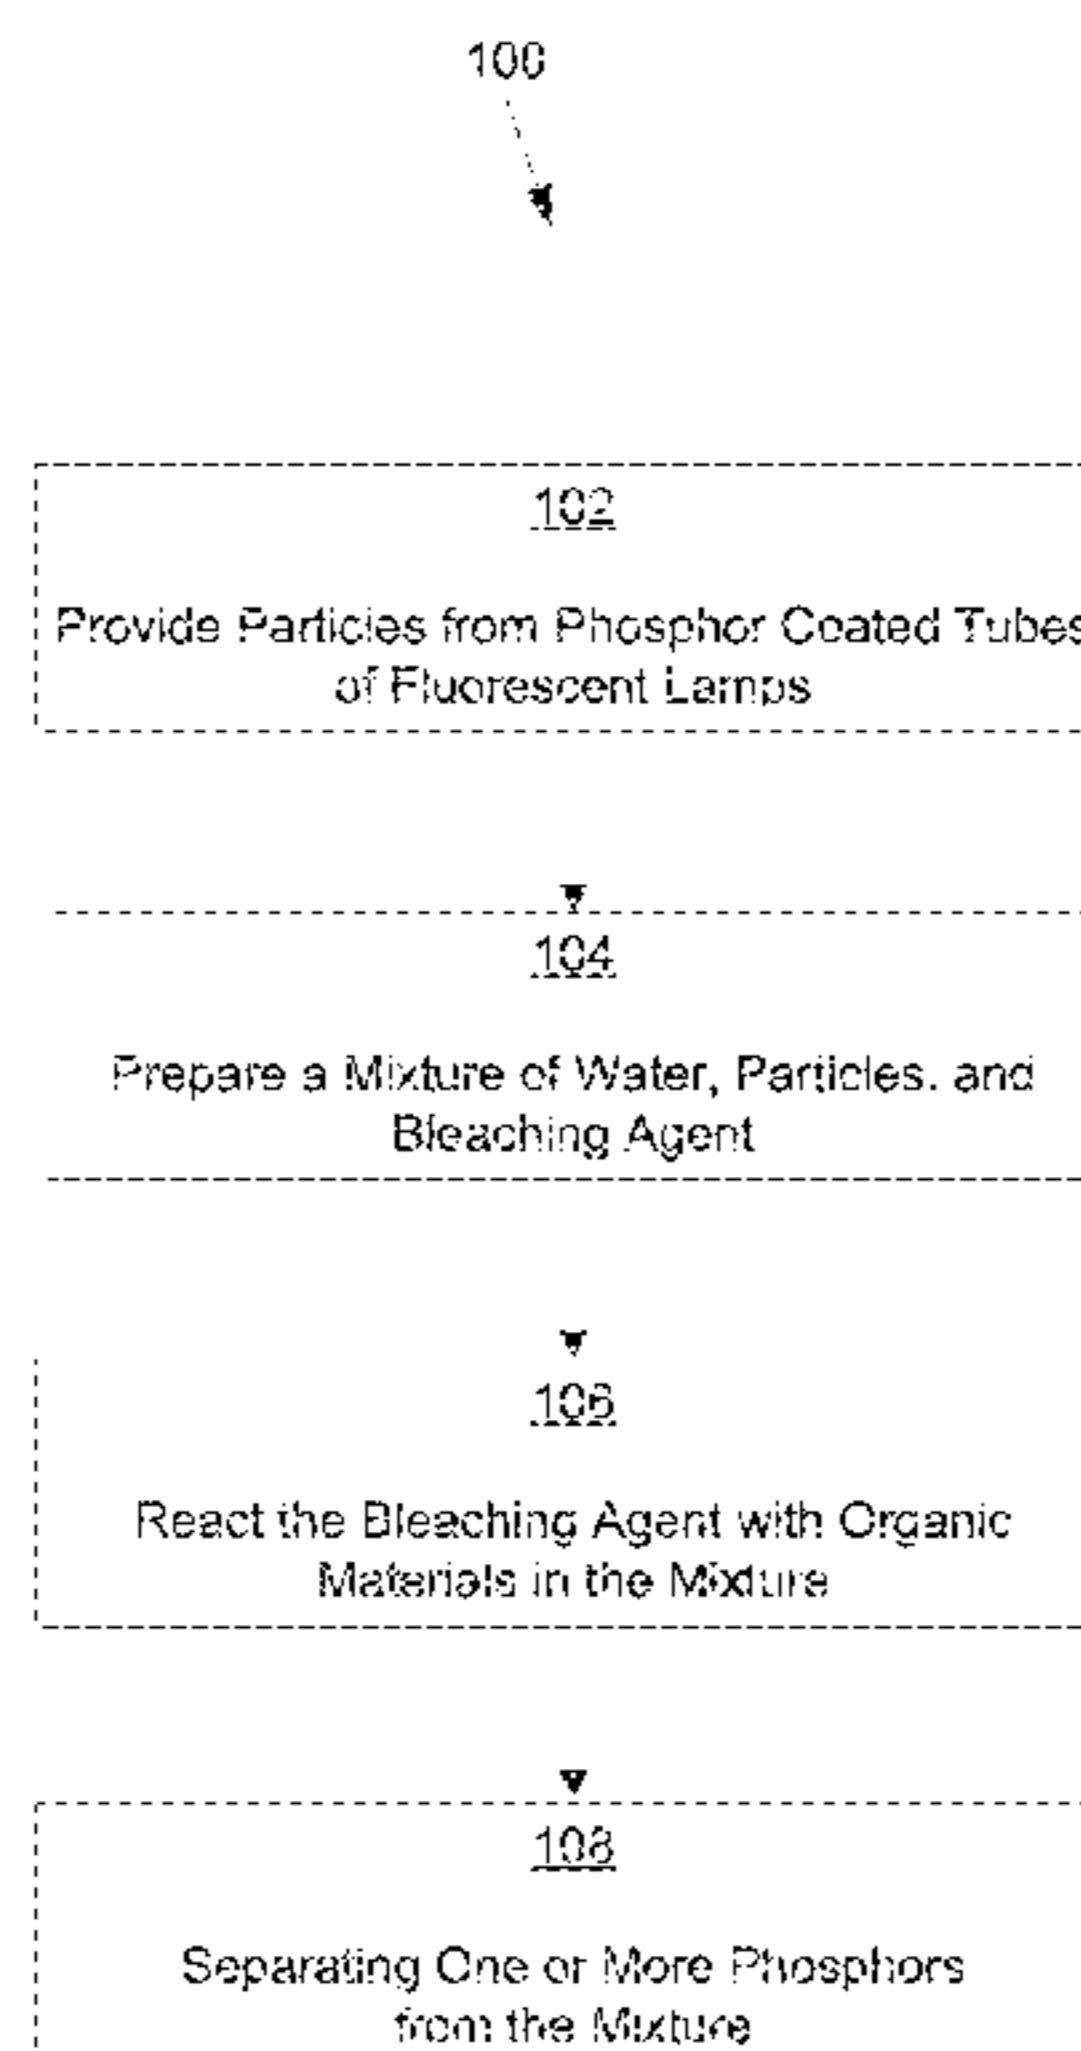 100
102
Provide Particles from Phosphor Coated Tubes
of Fluorescent Lamps
104
Prepare a Mixture of Water, Particles, and
Bleaching Agent
106
React the Bleaching Agent with Organic
Materials in the Mixture
108
Separating One or More Phosphors
from the Mixture